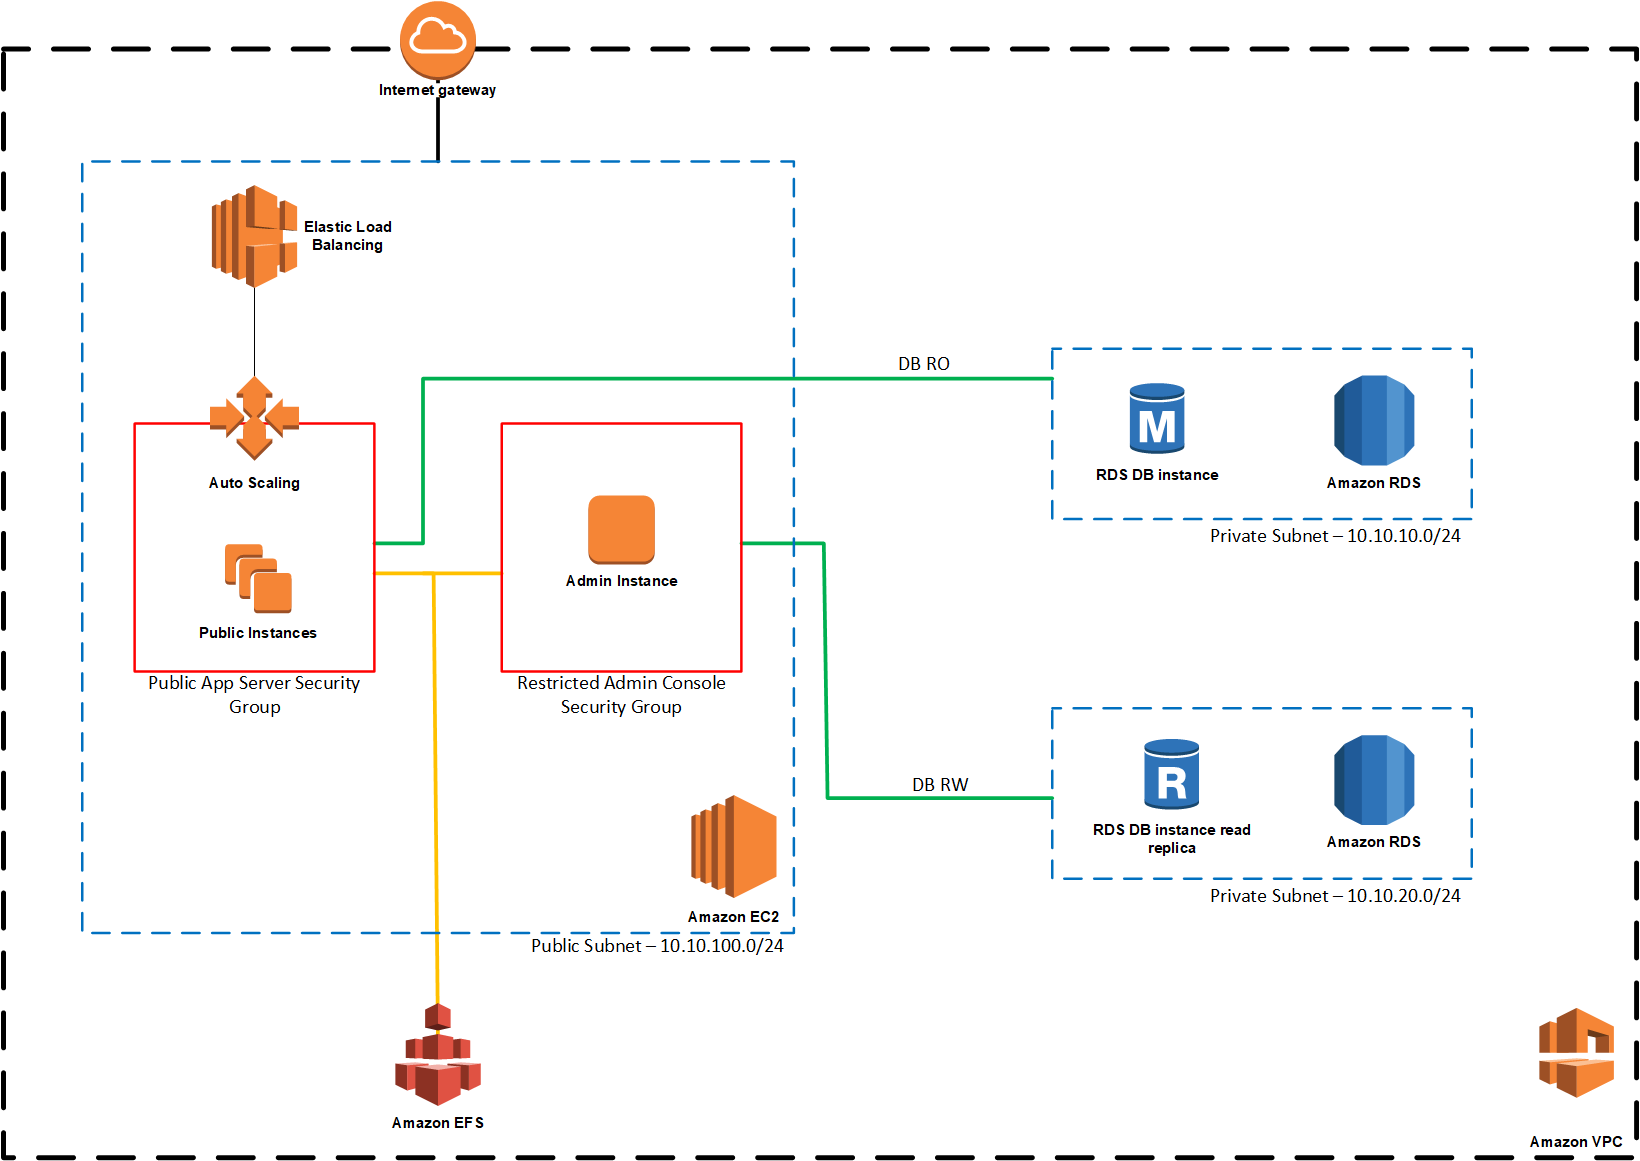 Internet gateway
Elastic Load
Balancing
DB RO
M
RDS DB instance
Amazon RDS
Private Subnet – 10.10.10.0/24
Auto Scaling
Public Instances
Public App Server Security
Group
Admin Instance
Restricted Admin Console
Security Group
DB RW
R
RDS DB instance read
replica
Amazon RDS
Private Subnet – 10.10.20.0/24
Amazon EC2
Public Subnet – 10.10.100.0/24
Amazon EFS
Amazon VPC